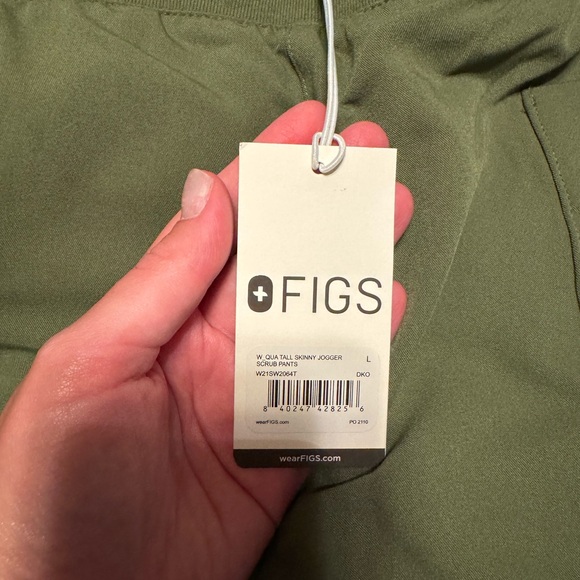 FIGS
W_QUA TALL SKINNY JOGGER L
SCRUB PANTS
W21SW2064T DKO
8 40247 42825 6
wearFIGS.com PO 2110
wearFIGS.com